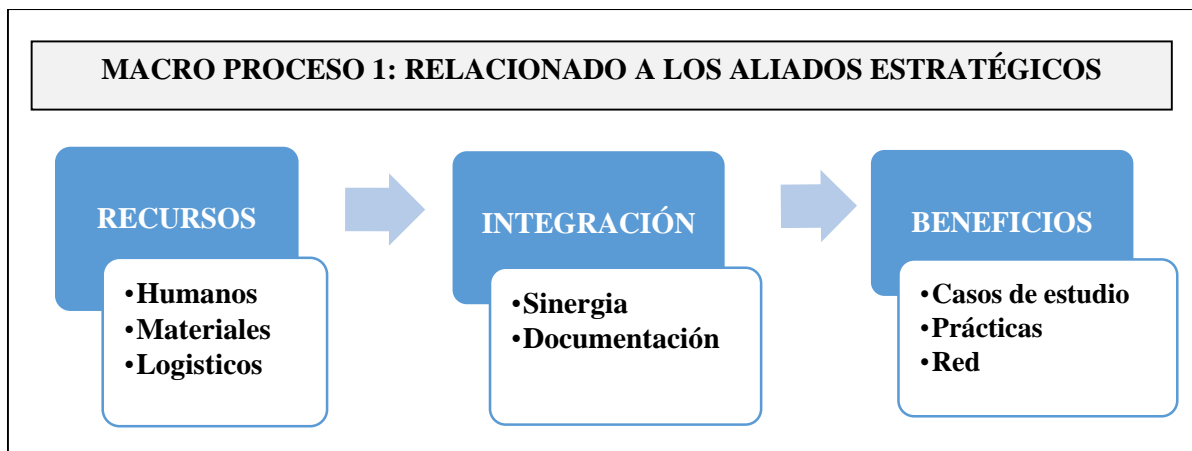 MACRO PROCESO 1: RELACIONADO A LOS ALIADOS ESTRATÉGICOS
RECURSOS
•Humanos
•Materiales
•Logisticos
INTEGRACIÓN
•Sinergia
•Documentación
BENEFICIOS
•Casos de estudio
•Prácticas
•Red